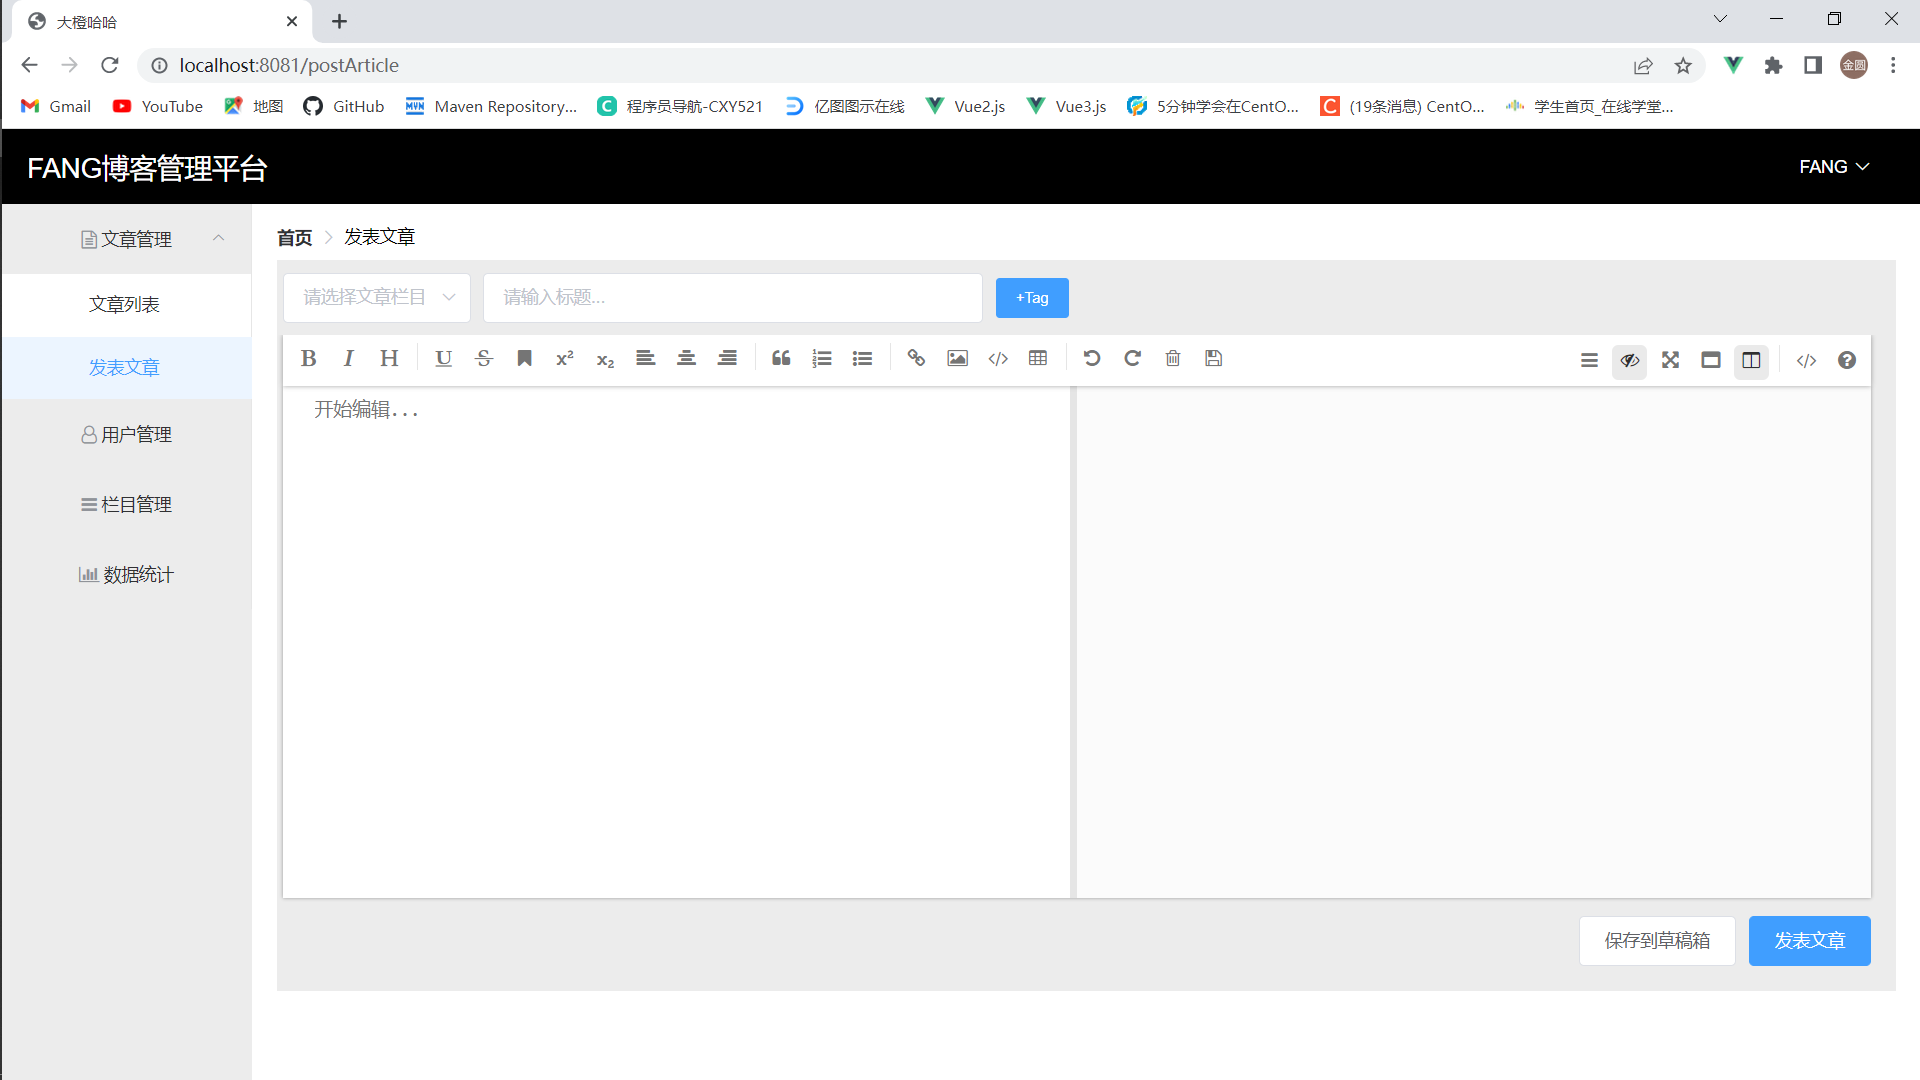 大橙哈哈
localhost:8081/postArticle
金圆
Gmail
YouTube
地图
GitHub
Maven Repository...
程序员导航-CXY521
亿图图示在线
Vue2.js
Vue3.js
5分钟学会在CentO...
(19条消息) CentO...
学生首页_在线学堂...
FANG博客管理平台
FANG
文章管理
文章列表
发表文章
用户管理
栏目管理
数据统计
首页 > 发表文章
请选择文章栏目
请输入标题...
+Tag
开始编辑...
保存到草稿箱
发表文章